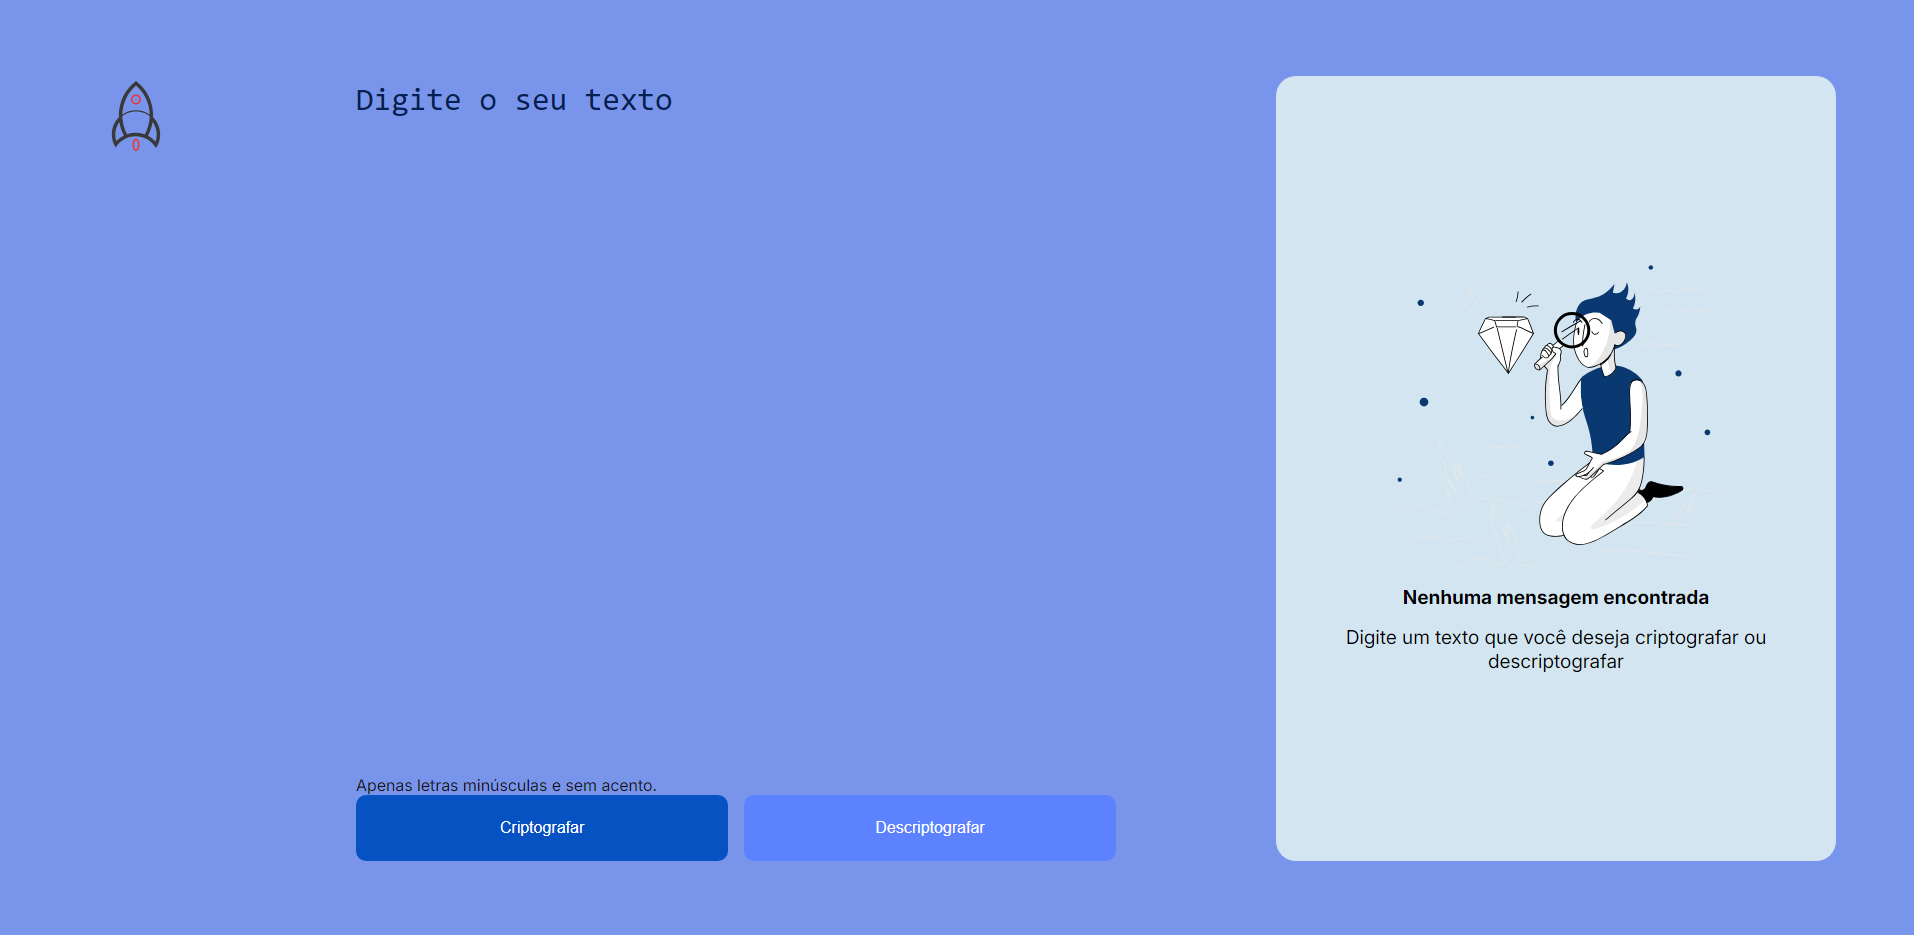 Digite o seu texto
Apenas letras minúsculas e sem acento.
Criptografar
Descriptografar
Nenhuma mensagem encontrada
Digite um texto que você deseja criptografar ou
descriptografar